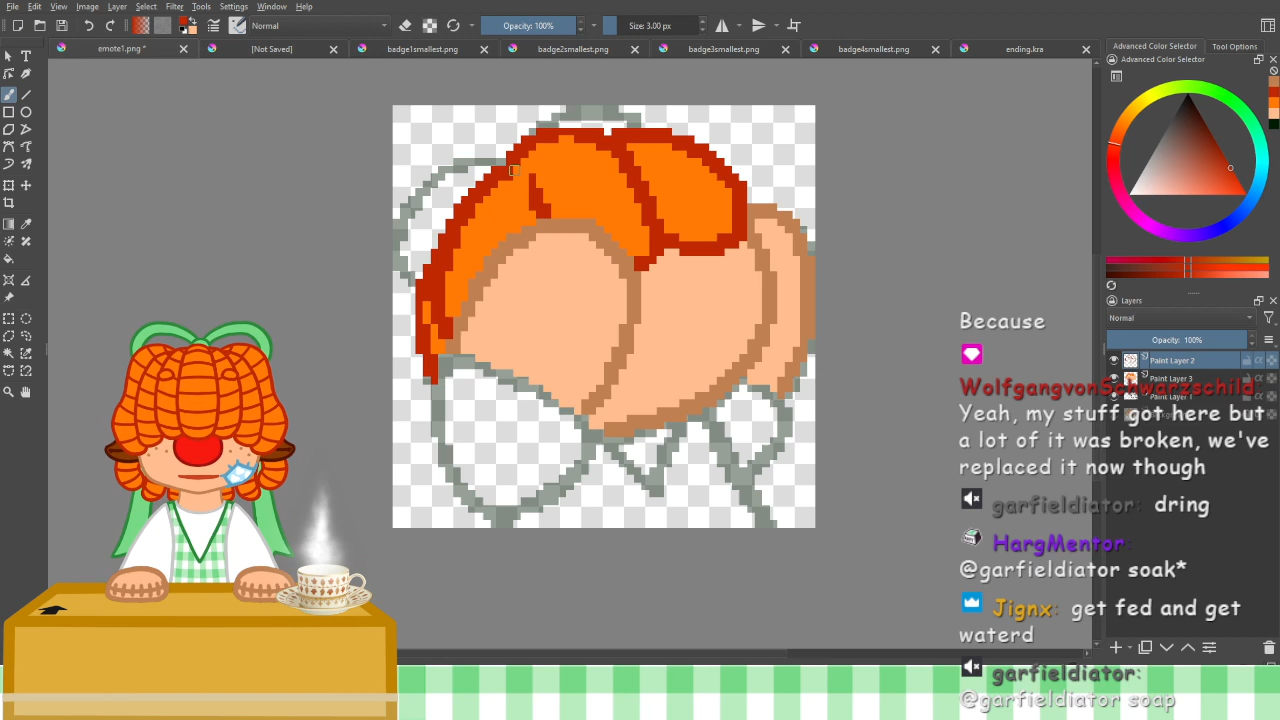 File Edit View Image Layer Select Filter Tools Settings Window Help
Normal Opacity: 100% Size: 3.00 px
emote1.png * [Not Saved] badge1smallest.png badge2smallest.png badge3smallest.png badge4smallest.png ending.kra
Advanced Color Selector Tool Options
Advanced Color Selector
Layers
Normal
Opacity: 100%
Paint Layer 2
Paint Layer 3
Paint Layer 1
Because
WolfgangvonSchwarzschild:
Yeah, my stuff got here but
a lot of it was broken, we've
replaced it now though
garfieldiator: dring
HargMentor:
@garfieldiator soak*
Jignx: get fed and get
waterd
garfieldiator:
@garfieldiator soap